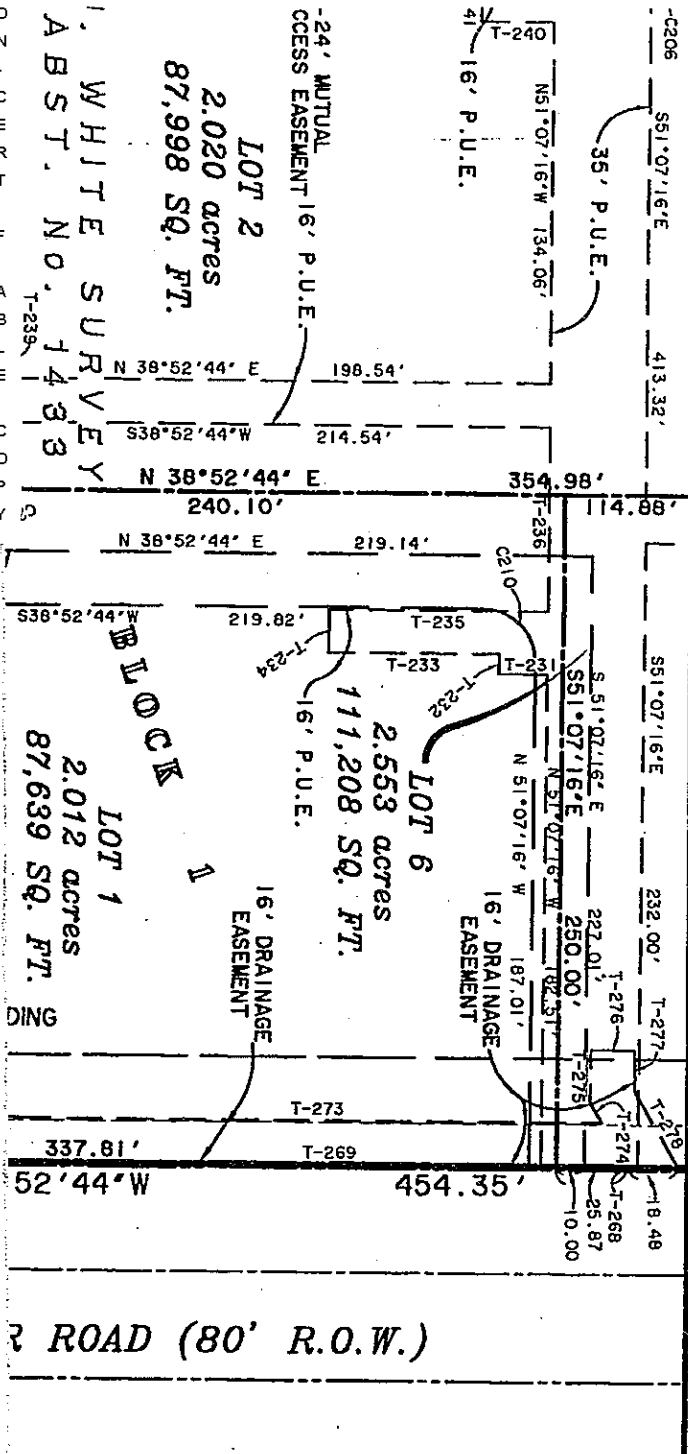 -C206
S51°07'16"E
413.32'
41
T-240
16' P.U.E.
N51°07'16"W 134.06'
35' P.U.E.
-24' MUTUAL
CCESS EASEMENT
16' P.U.E.
LOT 2
2.020 acres
87,998 SQ. FT.
WHITE SURVEY
ABST. NO. 1433
T-239
N 38°52'44" E
198.54'
S38°52'44"W
214.54'
N 38°52'44" E
354.98'
240.10'
114.88'
T-236
N 38°52'44" E
219.14'
C210
S38°52'44"W
219.82'
T-235
T-234
T-233
T-232
T-231
16' P.U.E.
S51°07'16"E
232.00'
S 51°07'16" E
227.01'
S51°07'16"E
250.00'
N 51°07'16" W
182.51'
N 51°07'16" W
187.01'
BLOCK 1
LOT 6
2.553 acres
111,208 SQ. FT.
LOT 1
2.012 acres
87,639 SQ. FT.
16' DRAINAGE
EASEMENT
16' DRAINAGE
EASEMENT
T-276
T-277
T-275
T-274
T-278
T-268
DING
T-273
337.81'
T-269
52'44"W
454.35'
10.00
25.87
18.48
R ROAD (80' R.O.W.)